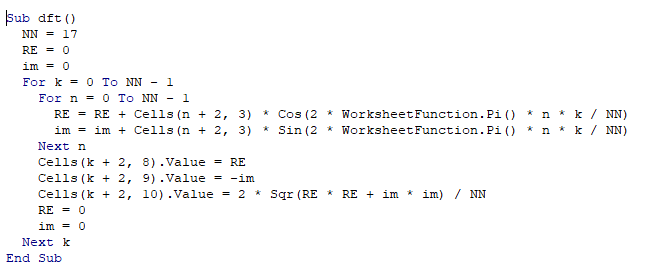 Sub dft()
NN = 17
RE = 0
im = 0
For k = 0 To NN - 1
For n = 0 To NN - 1
RE = RE + Cells(n + 2, 3) * Cos(2 * WorksheetFunction.Pi() * n * k / NN)
im = im + Cells(n + 2, 3) * Sin(2 * WorksheetFunction.Pi() * n * k / NN)
Next n
Cells(k + 2, 8).Value = RE
Cells(k + 2, 9).Value = -im
Cells(k + 2, 10).Value = 2 * Sqr(RE * RE + im * im) / NN
RE = 0
im = 0
Next k
End Sub